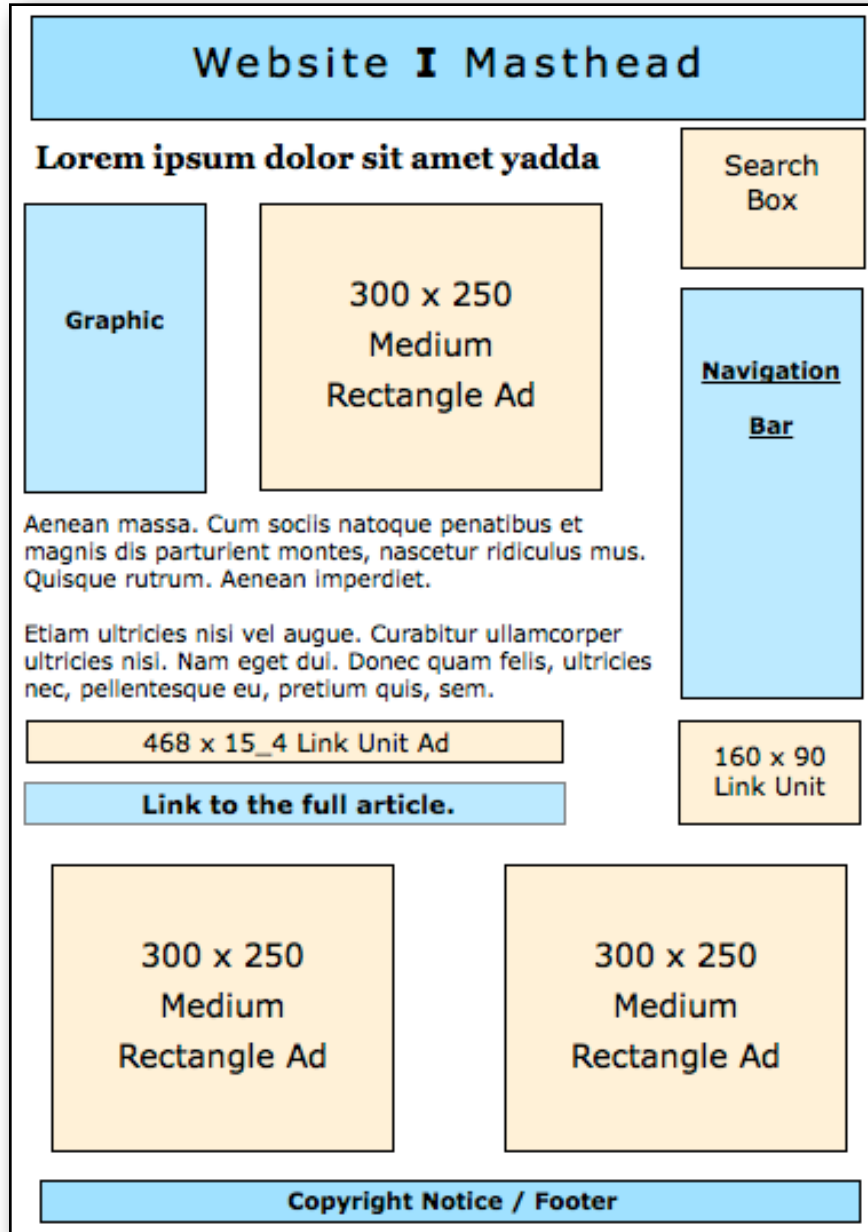 Website I Masthead
Lorem ipsum dolor sit amet yadda
Search
Box
Graphic
300 x 250
Medium
Rectangle Ad
Navigation
Bar
Aenean massa. Cum sociis natoque penatibus et
magnis dis parturient montes, nascetur ridiculus mus.
Quisque rutrum. Aenean imperdiet.
Etiam ultricies nisi vel augue. Curabitur ullamcorper
ultricies nisi. Nam eget dui. Donec quam felis, ultricies
nec, pellentesque eu, pretium quis, sem.
468 x 15_4 Link Unit Ad
160 x 90
Link Unit
Link to the full article.
300 x 250
Medium
Rectangle Ad
300 x 250
Medium
Rectangle Ad
Copyright Notice / Footer